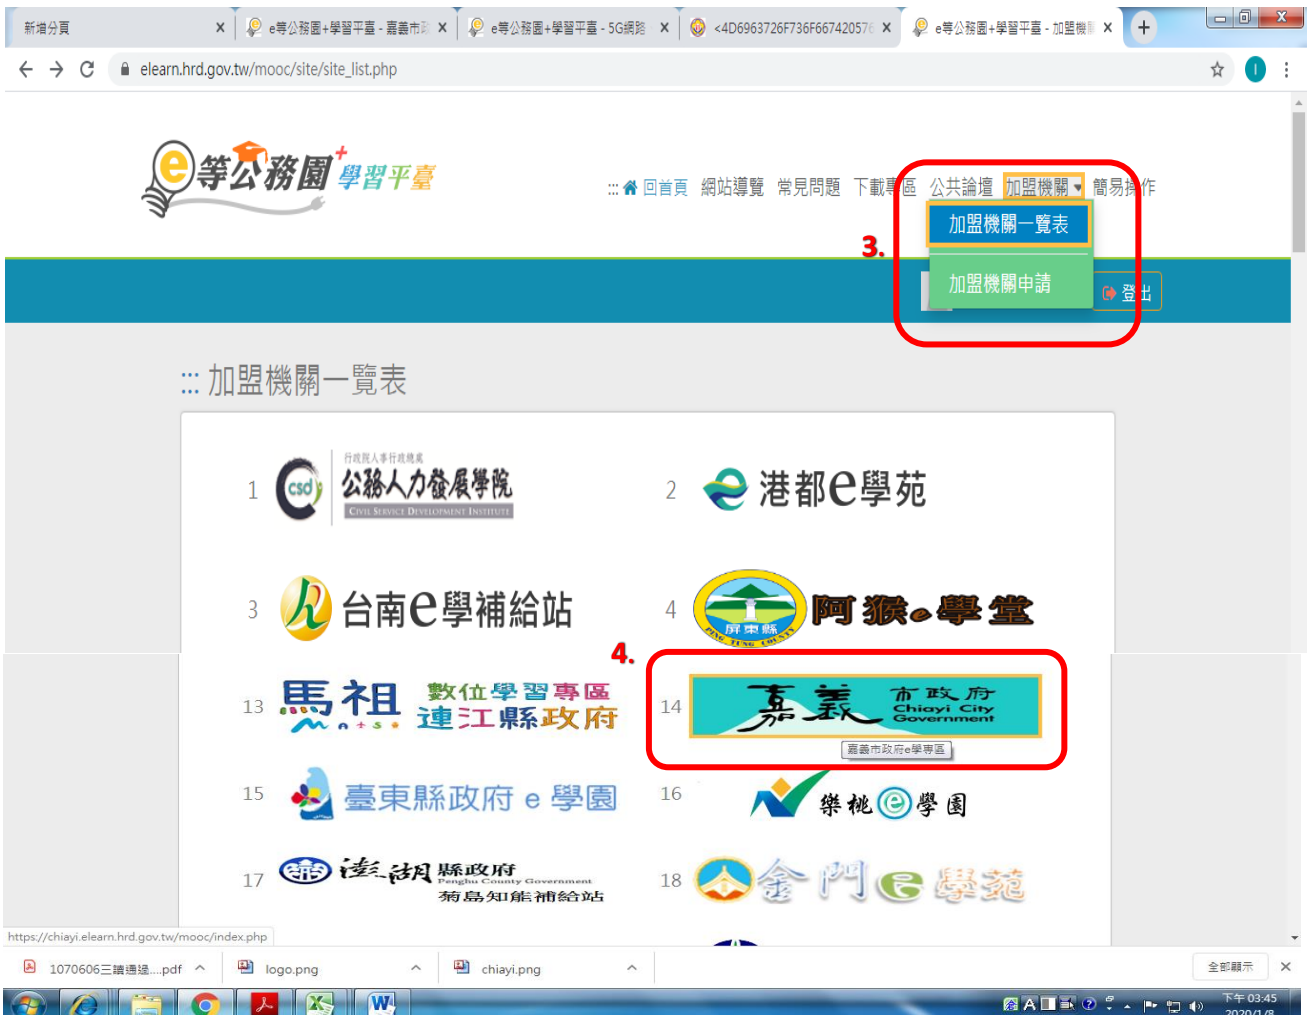 新增分頁
e等公務園+學習平臺 - 嘉義市政
e等公務園+學習平臺 - 5G網路
<4D6963726F736F667420576
e等公務園+學習平臺 - 加盟機關
elearn.hrd.gov.tw/mooc/site/site_list.php
I
e等公務園+學習平臺
::: 回首頁 網站導覽 常見問題 下載專區 公共論壇 加盟機關 簡易操作
加盟機關一覽表
3.
加盟機關申請
登出
::: 加盟機關一覽表
1 csdi 行政院人事行政總處
公務人力發展學院
CIVIL SERVICE DEVELOPMENT INSTITUTE
2 港都e學苑
3 台南e學補給站
4 屏東縣 PING TUNG COUNTY 阿猴e學堂
4.
13 馬祖 Matsu 數位學習專區
連江縣政府
14 嘉義 市政府
Chiayi City
Government
嘉義市政府e學專區
15 臺東縣政府 e 學園
16 樂桃e學園
17 澎湖縣政府
Penghu County Government
菊島知能補給站
18 金門e學苑
https://chiayi.elearn.hrd.gov.tw/mooc/index.php
1070606三讀通過....pdf
logo.png
chiayi.png
全部顯示
A
下午 03:45
2020/1/8